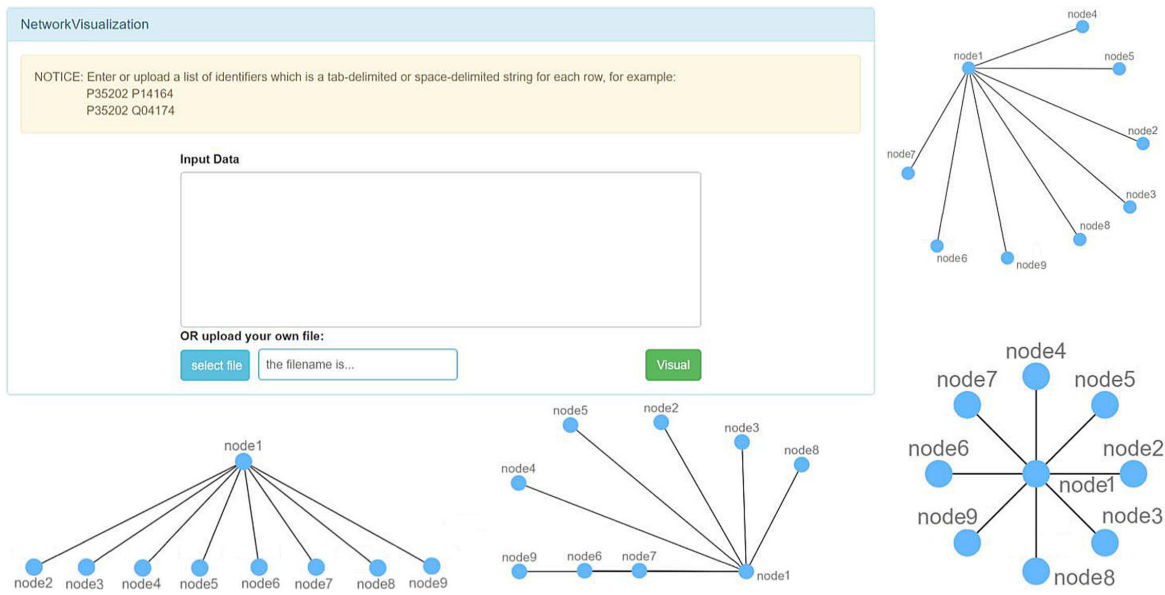 NetworkVisualization
NOTICE: Enter or upload a list of identifiers which is a tab-delimited or space-delimited string for each row, for example:
P35202 P14164
P35202 Q04174
Input Data
OR upload your own file:
select file
the filename is...
Visual
node4
node1
node5
node2
node7
node3
node8
node6
node9
node1
node2
node3
node4
node5
node6
node7
node8
node9
node5
node2
node3
node8
node4
node9
node6
node7
node1
node4
node7
node5
node6
node2
node1
node9
node3
node8